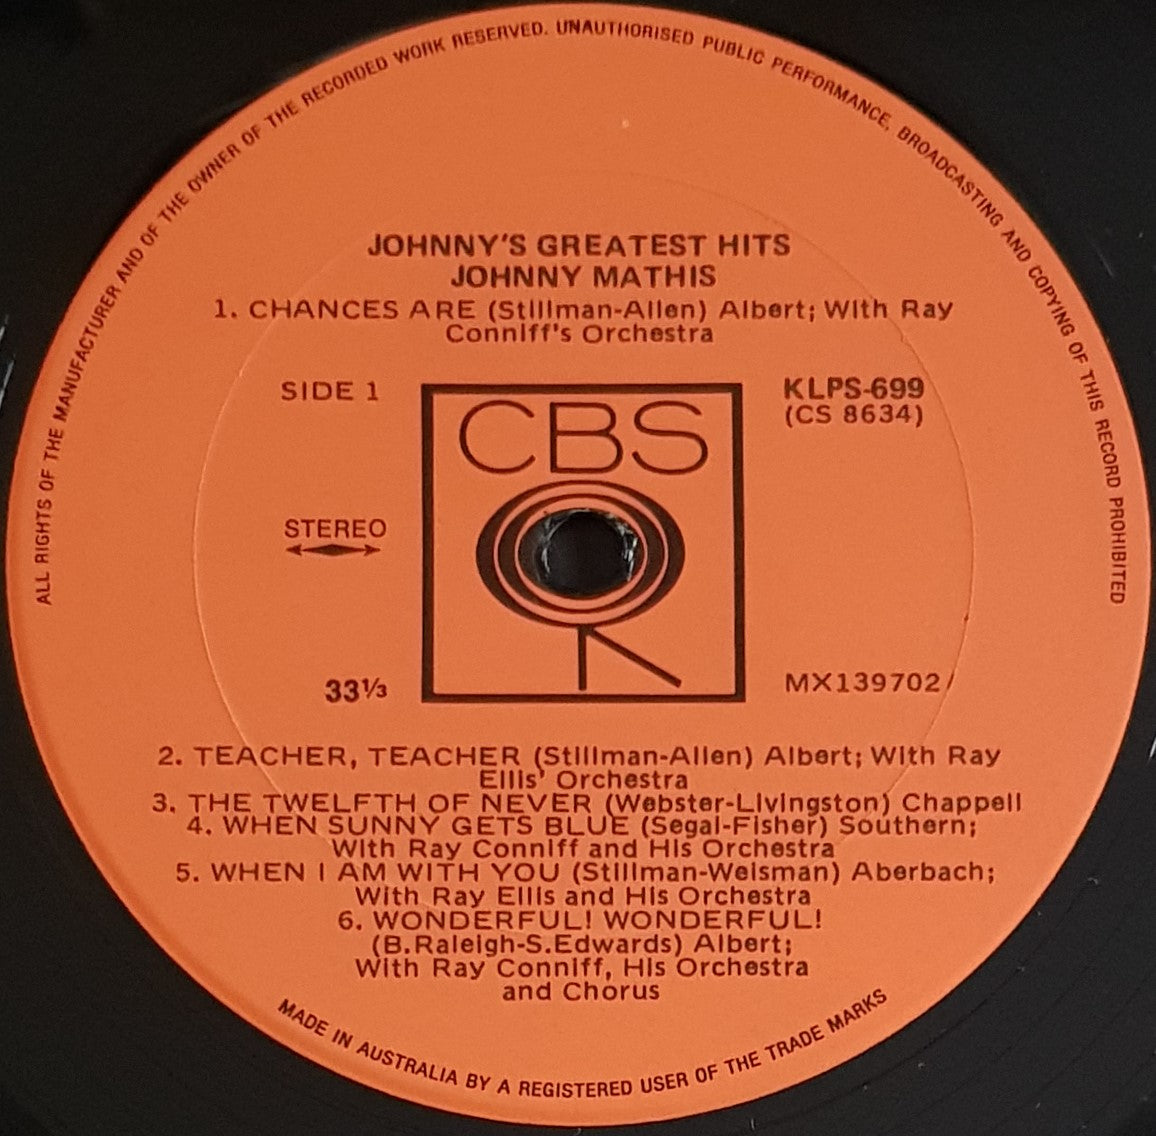 ALL RIGHTS OF THE MANUFACTURER AND OF THE OWNER OF THE RECORDED WORK RESERVED. UNAUTHORISED PUBLIC PERFORMANCE, BROADCASTING AND COPYING OF THIS RECORD PROHIBITED
JOHNNY'S GREATEST HITS
JOHNNY MATHIS
1. CHANCES ARE (Stillman-Allen) Albert; With Ray
Conniff's Orchestra
SIDE 1
KLPS-699
(CS 8634)
CBS
STEREO
33⅓
MX139702
2. TEACHER, TEACHER (Stillman-Allen) Albert; With Ray
Ellis' Orchestra
3. THE TWELFTH OF NEVER (Webster-Livingston) Chappell
4. WHEN SUNNY GETS BLUE (Segal-Fisher) Southern;
With Ray Conniff and His Orchestra
5. WHEN I AM WITH YOU (Stillman-Weisman) Aberbach;
With Ray Ellis and His Orchestra
6. WONDERFUL! WONDERFUL!
(B.Raleigh-S.Edwards) Albert;
With Ray Conniff, His Orchestra
and Chorus
MADE IN AUSTRALIA BY A REGISTERED USER OF THE TRADE MARKS